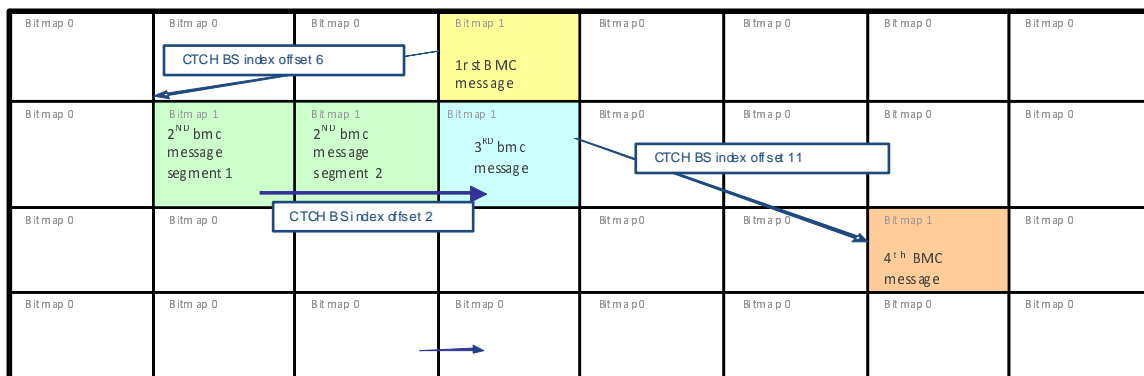 Bitmap 0
Bitmap 0
Bitmap 0
Bitmap 1
Bitmap 0
Bitmap 0
Bitmap 0
Bitmap 0
CTCH BS index offset 6
1rst BMC
message
Bitmap 0
Bitmap 1
Bitmap 1
Bitmap 1
Bitmap 0
Bitmap 0
Bitmap 0
Bitmap 0
2ND bmc
message
segment 1
2ND bmc
message
segment 2
3RD bmc
message
CTCH BS index offset 11
CTCH BS index offset 2
Bitmap 0
Bitmap 0
Bitmap 0
Bitmap 0
Bitmap 0
Bitmap 0
Bitmap 1
Bitmap 0
4th BMC
message
Bitmap 0
Bitmap 0
Bitmap 0
Bitmap 0
Bitmap 0
Bitmap 0
Bitmap 0
Bitmap 0